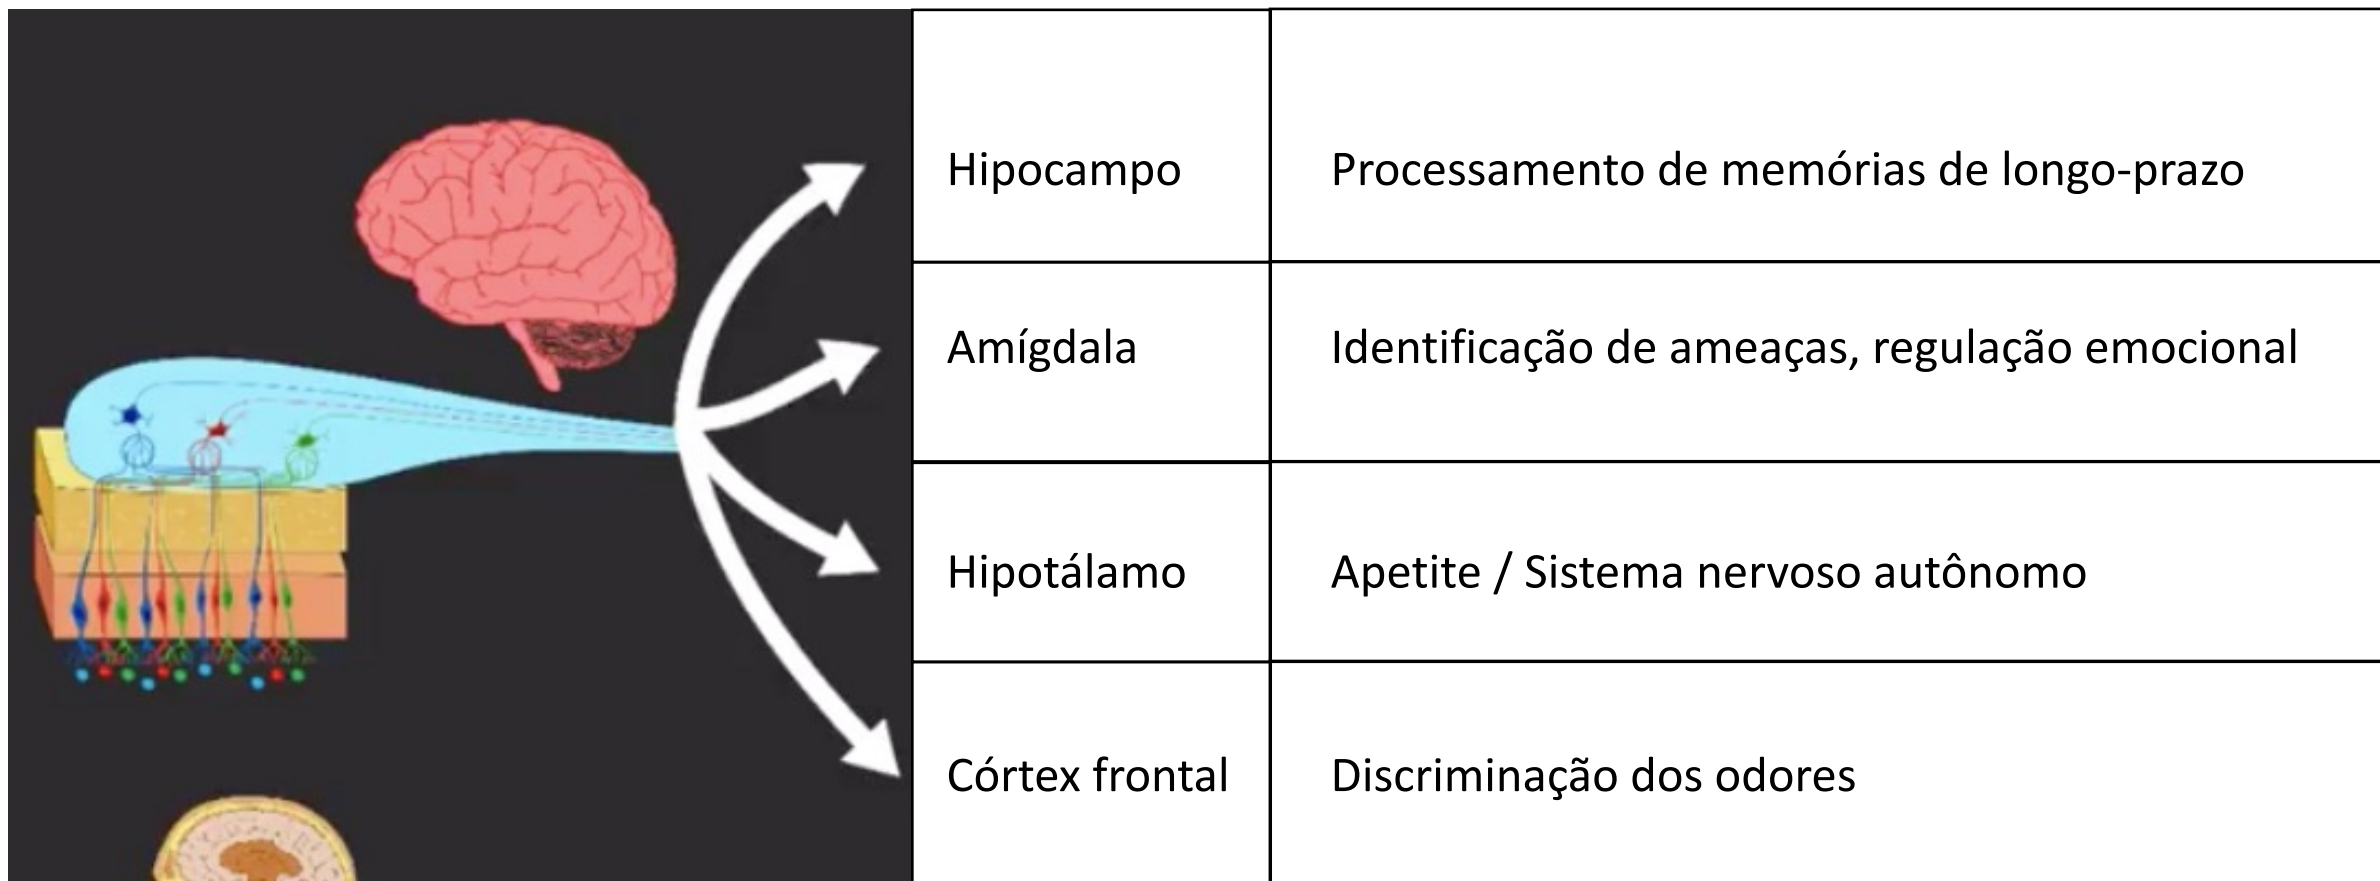 Hipocampo
Processamento de memórias de longo-prazo
Amígdala
Identificação de ameaças, regulação emocional
Hipotálamo
Apetite / Sistema nervoso autônomo
Córtex frontal
Discriminação dos odores